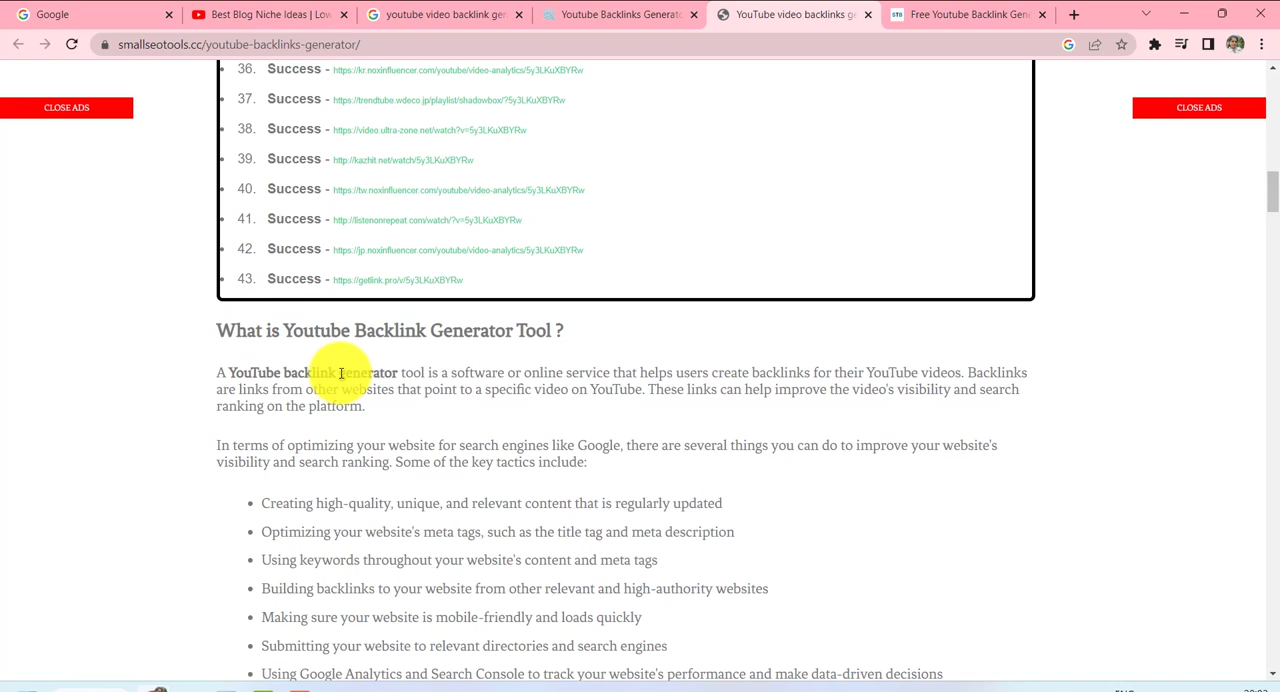 Google
Best Blog Niche Ideas | Low
youtube video backlink gen
Youtube Backlinks Generato
YouTube video backlinks ge
STB
Free Youtube Backlink Gen
smallseotools.cc/youtube-backlinks-generator/
CLOSE ADS
CLOSE ADS
36. Success - https://kr.noxinfluencer.com/youtube/video-analytics/5y3LKuXBYRw
37. Success - https://trendtube.wdeco.jp/playlist/shadowbox/?5y3LKuXBYRw
38. Success - https://video.ultra-zone.net/watch?v=5y3LKuXBYRw
39. Success - http://kazhit.net/watch/5y3LKuXBYRw
40. Success - https://tw.noxinfluencer.com/youtube/video-analytics/5y3LKuXBYRw
41. Success - http://listenonrepeat.com/watch/?v=5y3LKuXBYRw
42. Success - https://jp.noxinfluencer.com/youtube/video-analytics/5y3LKuXBYRw
43. Success - https://getlink.pro/v/5y3LKuXBYRw
What is Youtube Backlink Generator Tool ?
A YouTube backlink generator tool is a software or online service that helps users create backlinks for their YouTube videos. Backlinks
are links from other websites that point to a specific video on YouTube. These links can help improve the video's visibility and search
ranking on the platform.
In terms of optimizing your website for search engines like Google, there are several things you can do to improve your website's
visibility and search ranking. Some of the key tactics include:
• Creating high-quality, unique, and relevant content that is regularly updated
• Optimizing your website's meta tags, such as the title tag and meta description
• Using keywords throughout your website's content and meta tags
• Building backlinks to your website from other relevant and high-authority websites
• Making sure your website is mobile-friendly and loads quickly
• Submitting your website to relevant directories and search engines
• Using Google Analytics and Search Console to track your website's performance and make data-driven decisions